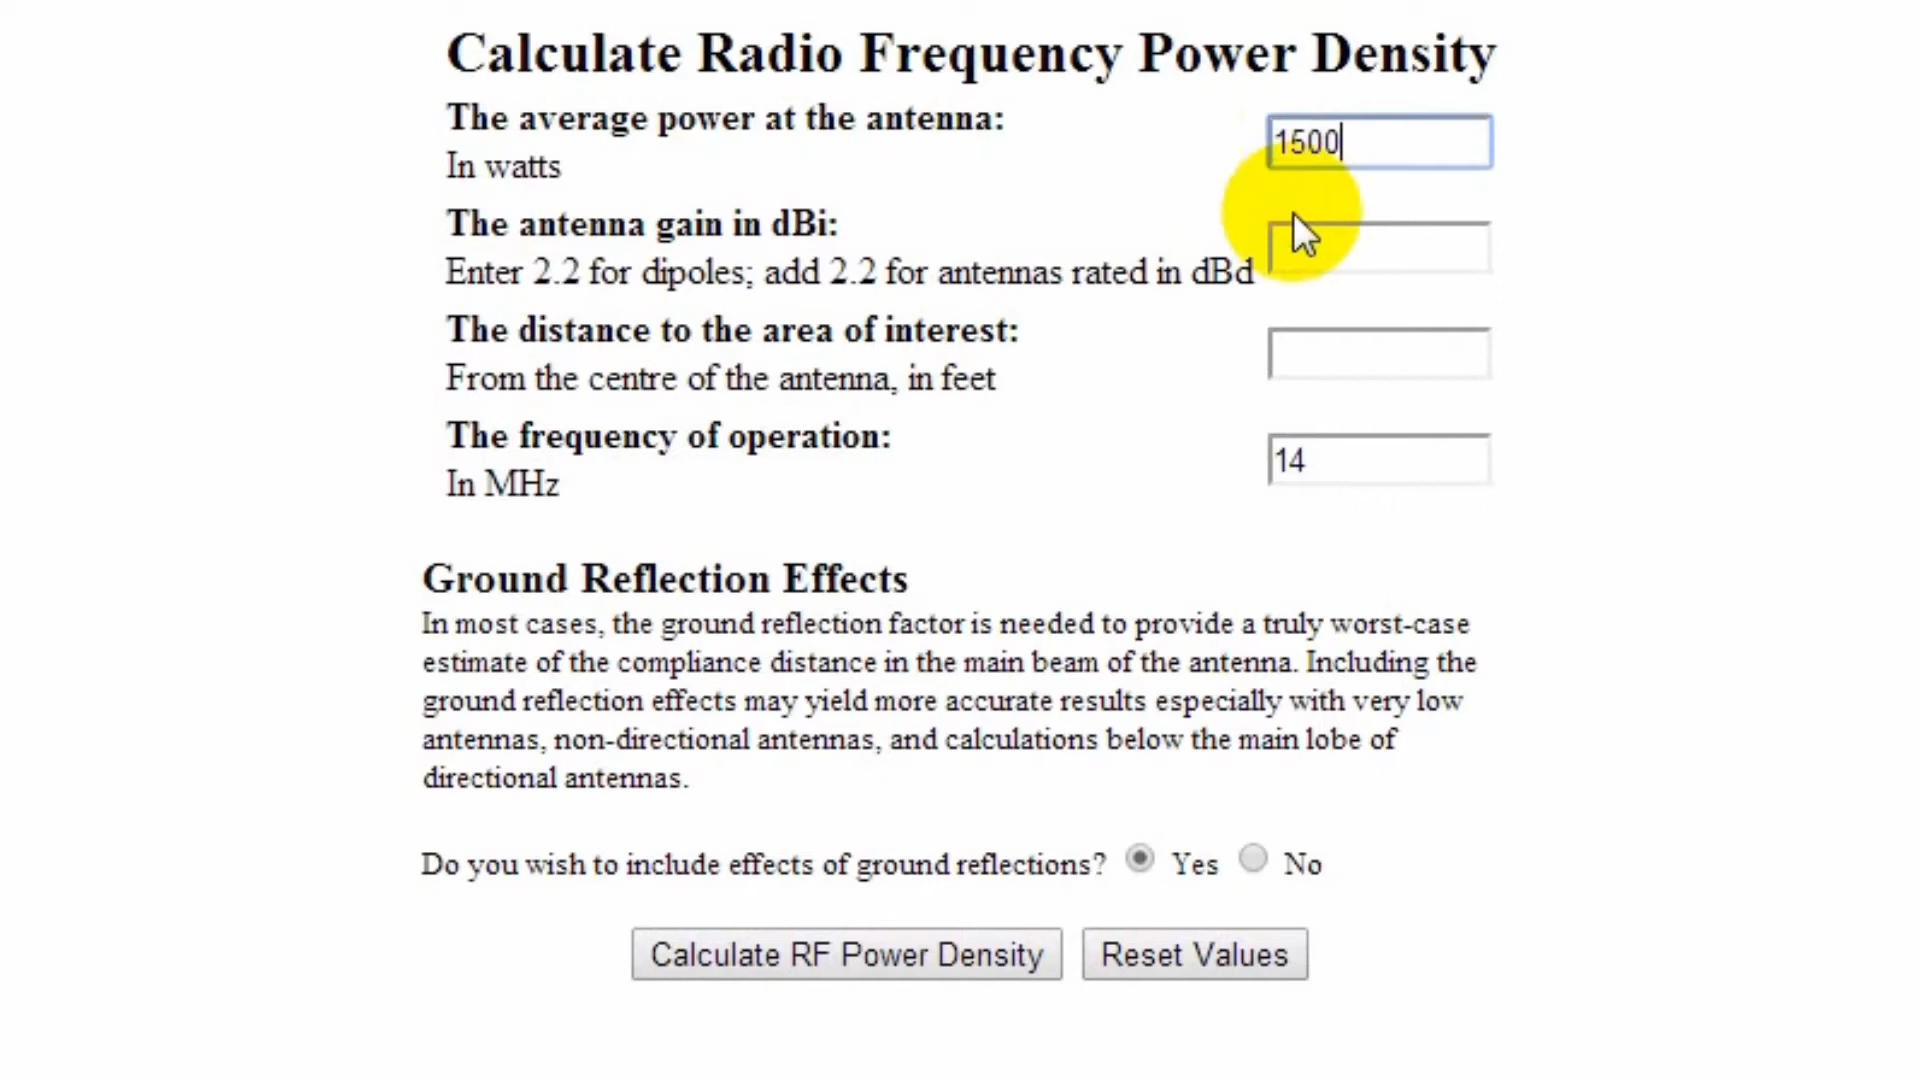 Calculate Radio Frequency Power Density
The average power at the antenna:
1500
In watts
The antenna gain in dBi:
Enter 2.2 for dipoles; add 2.2 for antennas rated in dBd
The distance to the area of interest:
From the centre of the antenna, in feet
The frequency of operation:
14
In MHz
Ground Reflection Effects
In most cases, the ground reflection factor is needed to provide a truly worst-case
estimate of the compliance distance in the main beam of the antenna. Including the
ground reflection effects may yield more accurate results especially with very low
antennas, non-directional antennas, and calculations below the main lobe of
directional antennas.
Do you wish to include effects of ground reflections? Yes No
Calculate RF Power Density Reset Values